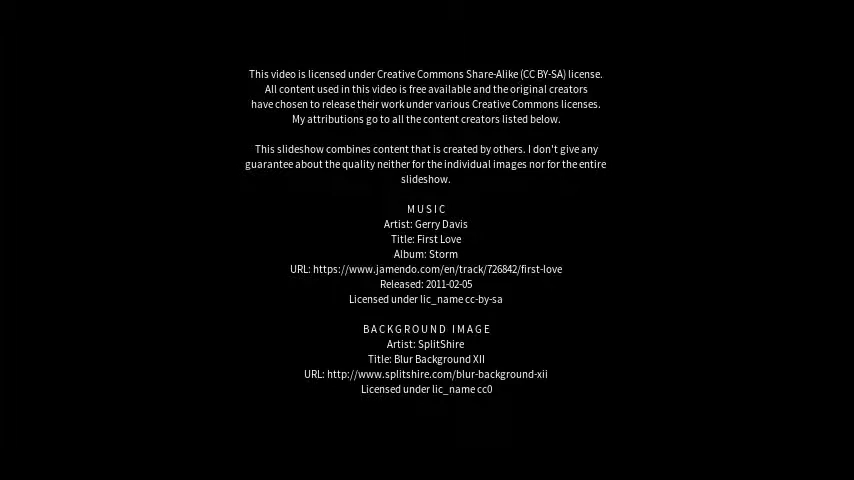 This video is licensed under Creative Commons Share-Alike (CC BY-SA) license.
All content used in this video is free available and the original creators
have chosen to release their work under various Creative Commons licenses.
My attributions go to all the content creators listed below.
This slideshow combines content that is created by others. I don't give any
guarantee about the quality neither for the individual images nor for the entire
slideshow.
MUSIC
Artist: Gerry Davis
Title: First Love
Album: Storm
URL: https://www.jamendo.com/en/track/726842/first-love
Released: 2011-02-05
Licensed under lic_name cc-by-sa
BACKGROUND IMAGE
Artist: SplitShire
Title: Blur Background XII
URL: http://www.splitshire.com/blur-background-xii
Licensed under lic_name cc0